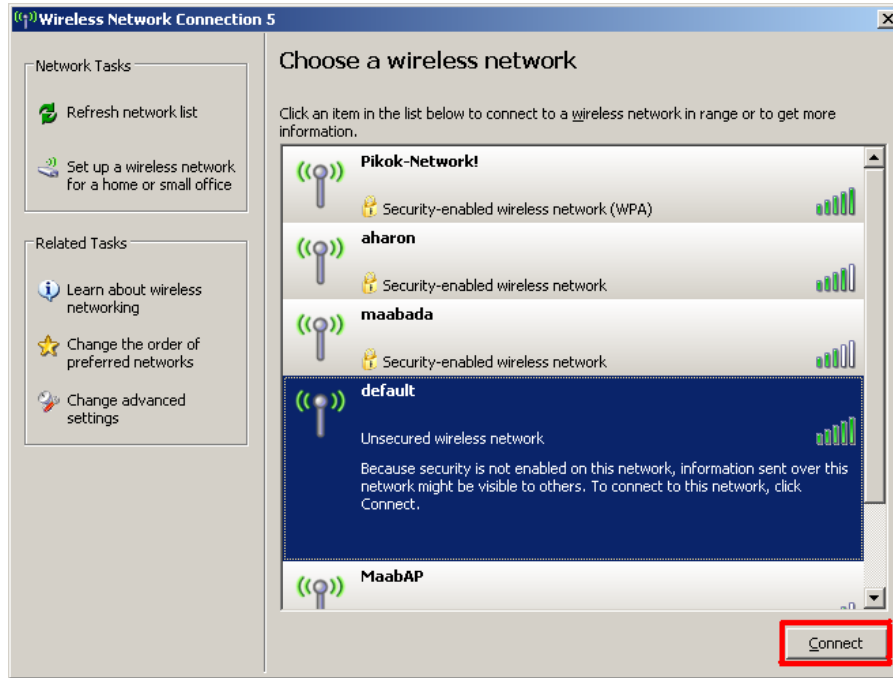 Wireless Network Connection 5
Network Tasks
Refresh network list
Set up a wireless network
for a home or small office
Related Tasks
Learn about wireless
networking
Change the order of
preferred networks
Change advanced
settings
Choose a wireless network
Click an item in the list below to connect to a wireless network in range or to get more
information.
Pikok-Network!
Security-enabled wireless network (WPA)
aharon
Security-enabled wireless network
maabada
Security-enabled wireless network
default
Unsecured wireless network
Because security is not enabled on this network, information sent over this
network might be visible to others. To connect to this network, click
Connect.
MaabAP
Connect